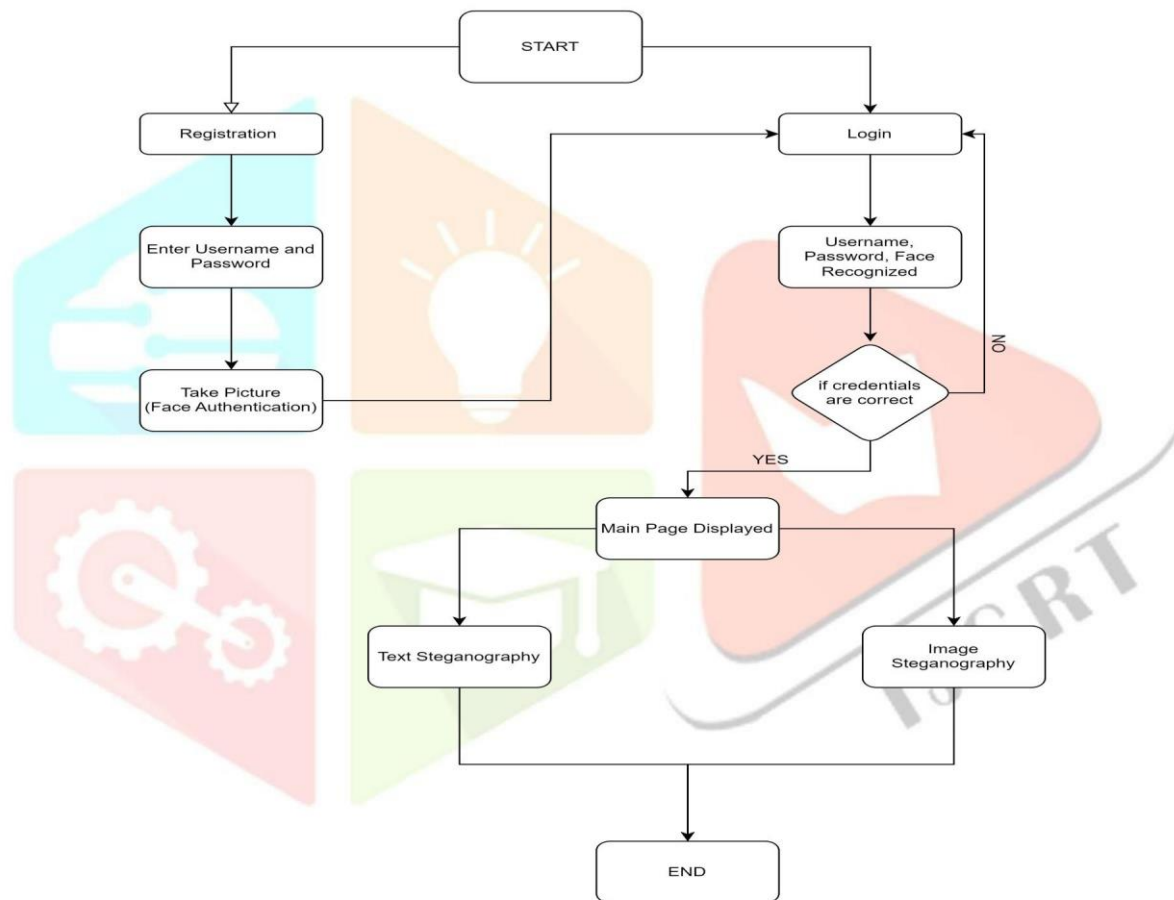 START
Registration
Login
Enter Username and
Password
Username,
Password, Face
Recognized
Take Picture
(Face Authentication)
if credentials
are correct
NO
YES
Main Page Displayed
Text Steganography
Image
Steganography
END